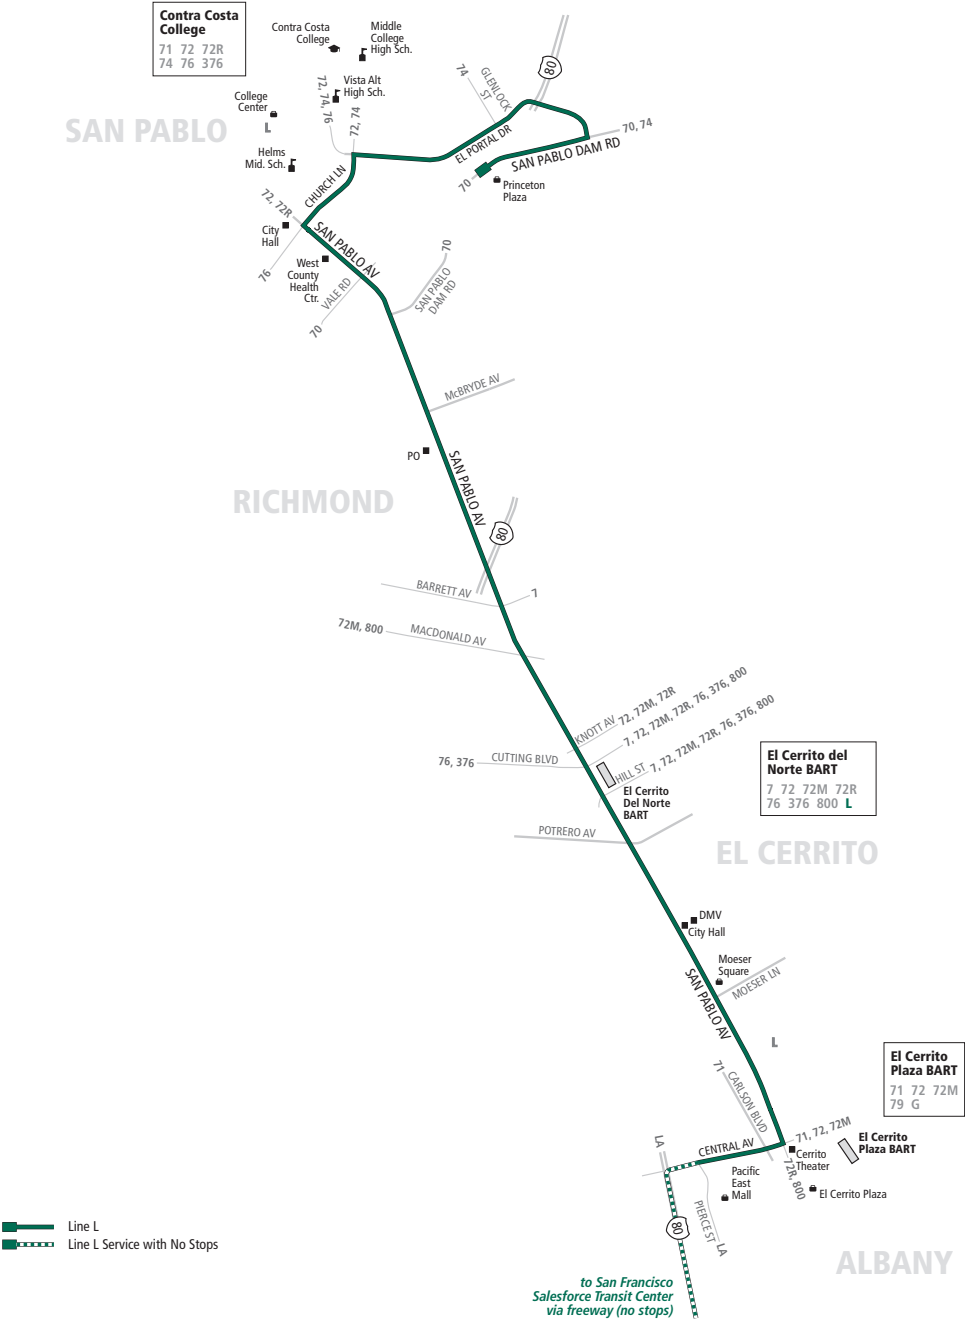 Contra Costa
College
71 72 72R
74 76 376
Contra Costa
College
Middle
College
High Sch.
Vista Alt
High Sch.
College
Center
L
SAN PABLO
Helms
Mid. Sch.
72, 74, 76
72, 74
74
GLENLOCK
ST
80
EL PORTAL DR
SAN PABLO DAM RD
70, 74
70
Princeton
Plaza
CHURCH LN
72, 72R
City
Hall
76
SAN PABLO AV
West
County
Health
Ctr.
VALE RD
70
70
SAN PABLO
DAM RD
McBRYDE AV
PO
SAN PABLO AV
RICHMOND
80
BARRETT AV
7
72M, 800
MACDONALD AV
KNOTT AV
72, 72M, 72R
7, 72, 72M, 72R, 76, 376, 800
7, 72, 72M, 72R, 76, 376, 800
76, 376
CUTTING BLVD
HILL ST
El Cerrito
Del Norte
BART
El Cerrito del
Norte BART
7 72 72M 72R
76 376 800 L
POTRERO AV
EL CERRITO
DMV
City Hall
Moeser
Square
MOESER LN
SAN PABLO AV
L
El Cerrito
Plaza BART
71 72 72M
79 G
71
CARLSON BLVD
71, 72, 72M
El Cerrito
Plaza BART
Cerrito
Theater
72R, 800
El Cerrito Plaza
CENTRAL AV
LA
Pacific
East
Mall
PIERCE ST
LA
80
ALBANY
Line L
Line L Service with No Stops
to San Francisco
Salesforce Transit Center
via freeway (no stops)